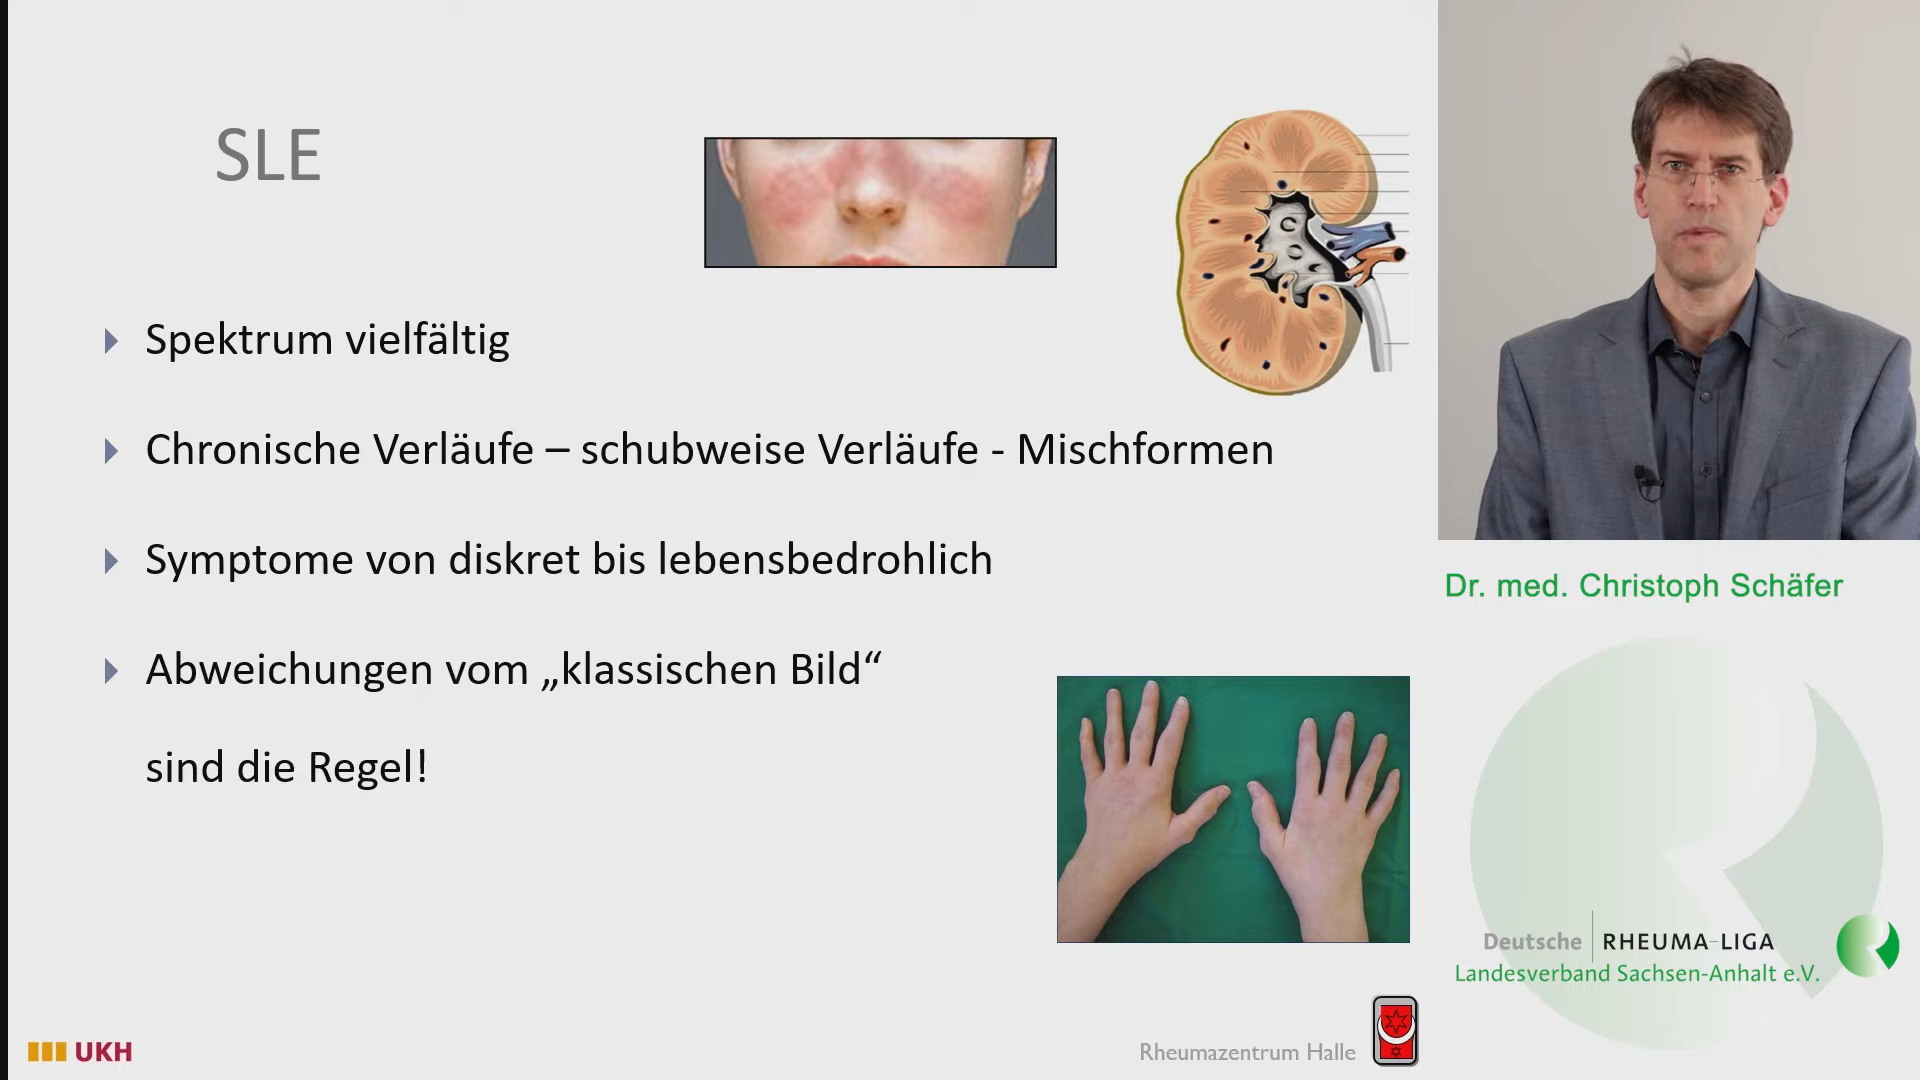 SLE
Spektrum vielfältig
Chronische Verläufe – schubweise Verläufe - Mischformen
Symptome von diskret bis lebensbedrohlich
Abweichungen vom „klassischen Bild“
sind die Regel!
UKH
Rheumazentrum Halle
Dr. med. Christoph Schäfer
Deutsche RHEUMA-LIGA
Landesverband Sachsen-Anhalt e.V.